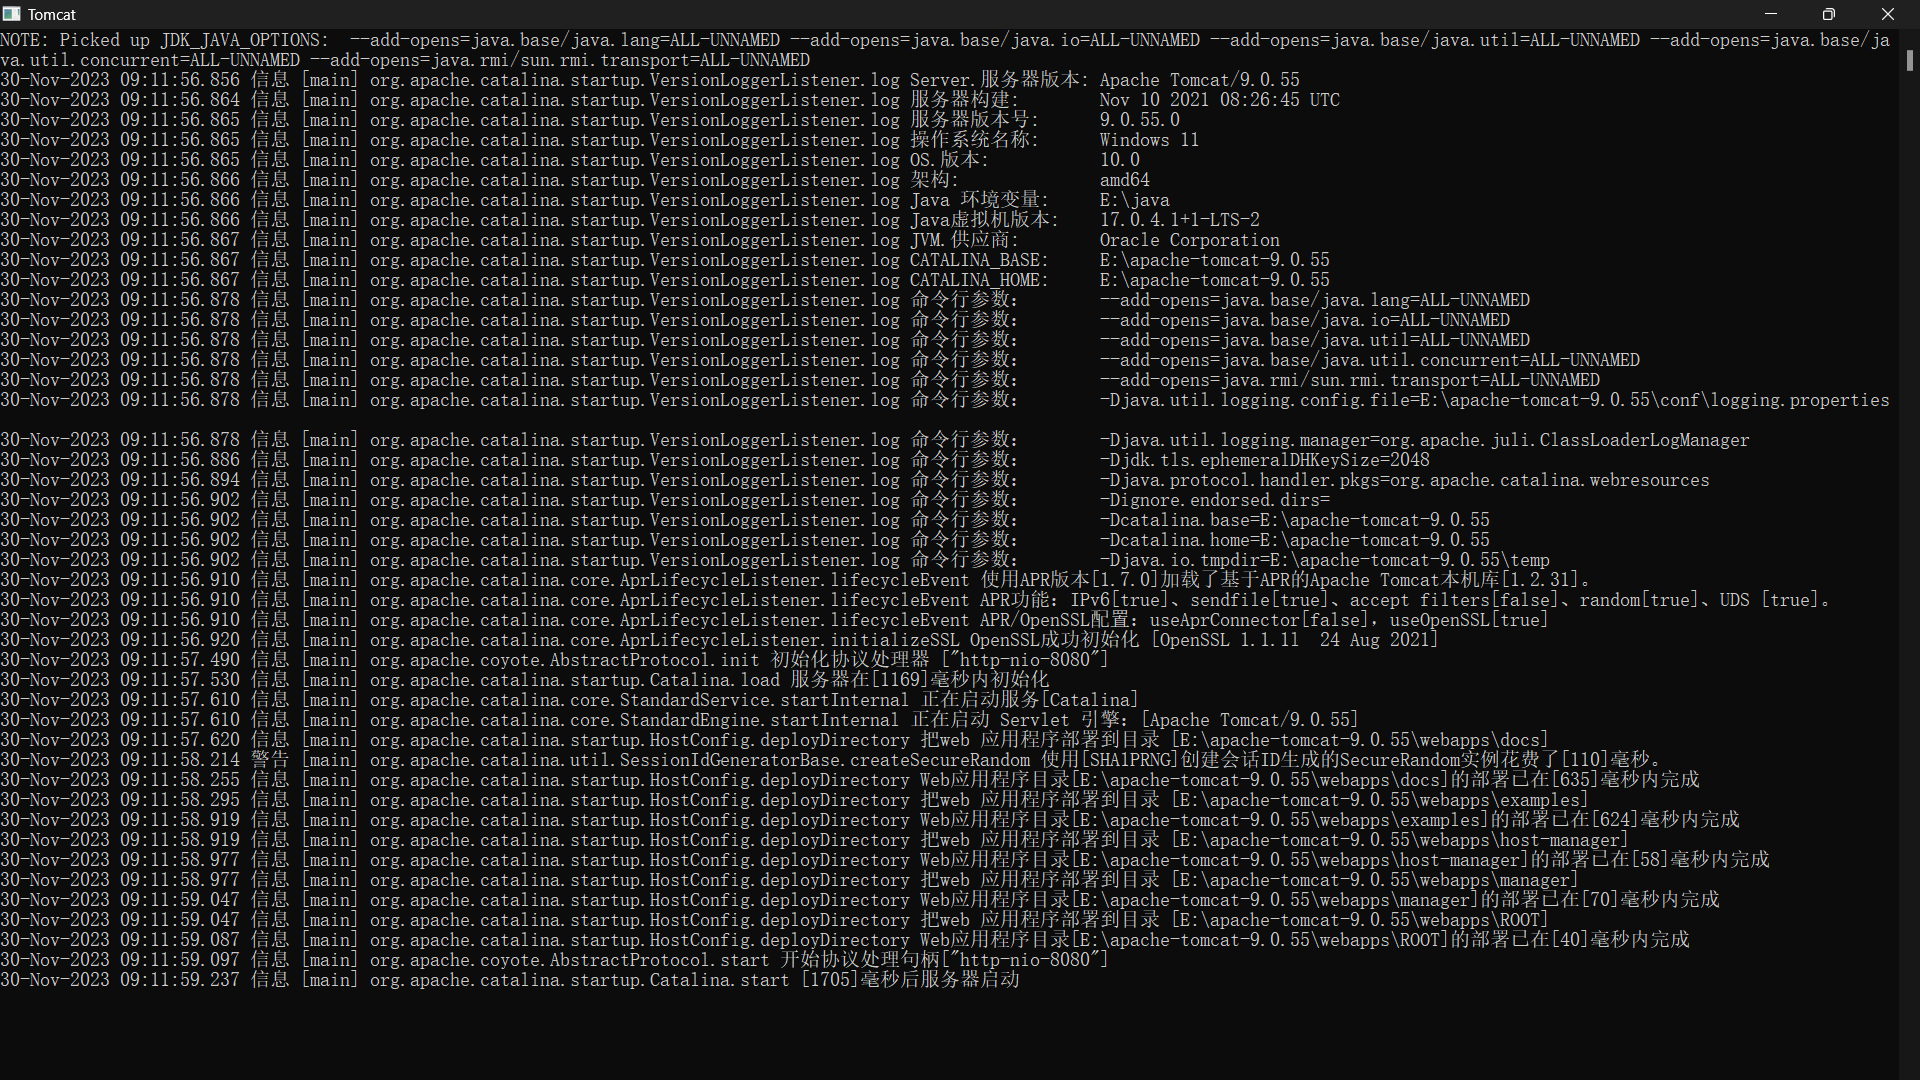 Tomcat
NOTE: Picked up JDK_JAVA_OPTIONS:  --add-opens=java.base/java.lang=ALL-UNNAMED --add-opens=java.base/java.io=ALL-UNNAMED --add-opens=java.base/java.util=ALL-UNNAMED --add-opens=java.base/ja
va.util.concurrent=ALL-UNNAMED --add-opens=java.rmi/sun.rmi.transport=ALL-UNNAMED
30-Nov-2023 09:11:56.856 信息 [main] org.apache.catalina.startup.VersionLoggerListener.log Server.服务器版本: Apache Tomcat/9.0.55
30-Nov-2023 09:11:56.864 信息 [main] org.apache.catalina.startup.VersionLoggerListener.log 服务器构建:        Nov 10 2021 08:26:45 UTC
30-Nov-2023 09:11:56.865 信息 [main] org.apache.catalina.startup.VersionLoggerListener.log 服务器版本号:      9.0.55.0
30-Nov-2023 09:11:56.865 信息 [main] org.apache.catalina.startup.VersionLoggerListener.log 操作系统名称:      Windows 11
30-Nov-2023 09:11:56.865 信息 [main] org.apache.catalina.startup.VersionLoggerListener.log OS.版本:           10.0
30-Nov-2023 09:11:56.866 信息 [main] org.apache.catalina.startup.VersionLoggerListener.log 架构:              amd64
30-Nov-2023 09:11:56.866 信息 [main] org.apache.catalina.startup.VersionLoggerListener.log Java 环境变量:     E:\java
30-Nov-2023 09:11:56.866 信息 [main] org.apache.catalina.startup.VersionLoggerListener.log Java虚拟机版本:    17.0.4.1+1-LTS-2
30-Nov-2023 09:11:56.867 信息 [main] org.apache.catalina.startup.VersionLoggerListener.log JVM.供应商:        Oracle Corporation
30-Nov-2023 09:11:56.867 信息 [main] org.apache.catalina.startup.VersionLoggerListener.log CATALINA_BASE:     E:\apache-tomcat-9.0.55
30-Nov-2023 09:11:56.867 信息 [main] org.apache.catalina.startup.VersionLoggerListener.log CATALINA_HOME:     E:\apache-tomcat-9.0.55
30-Nov-2023 09:11:56.878 信息 [main] org.apache.catalina.startup.VersionLoggerListener.log 命令行参数：       --add-opens=java.base/java.lang=ALL-UNNAMED
30-Nov-2023 09:11:56.878 信息 [main] org.apache.catalina.startup.VersionLoggerListener.log 命令行参数：       --add-opens=java.base/java.io=ALL-UNNAMED
30-Nov-2023 09:11:56.878 信息 [main] org.apache.catalina.startup.VersionLoggerListener.log 命令行参数：       --add-opens=java.base/java.util=ALL-UNNAMED
30-Nov-2023 09:11:56.878 信息 [main] org.apache.catalina.startup.VersionLoggerListener.log 命令行参数：       --add-opens=java.base/java.util.concurrent=ALL-UNNAMED
30-Nov-2023 09:11:56.878 信息 [main] org.apache.catalina.startup.VersionLoggerListener.log 命令行参数：       --add-opens=java.rmi/sun.rmi.transport=ALL-UNNAMED
30-Nov-2023 09:11:56.878 信息 [main] org.apache.catalina.startup.VersionLoggerListener.log 命令行参数：       -Djava.util.logging.config.file=E:\apache-tomcat-9.0.55\conf\logging.properties
30-Nov-2023 09:11:56.878 信息 [main] org.apache.catalina.startup.VersionLoggerListener.log 命令行参数：       -Djava.util.logging.manager=org.apache.juli.ClassLoaderLogManager
30-Nov-2023 09:11:56.886 信息 [main] org.apache.catalina.startup.VersionLoggerListener.log 命令行参数：       -Djdk.tls.ephemeralDHKeySize=2048
30-Nov-2023 09:11:56.894 信息 [main] org.apache.catalina.startup.VersionLoggerListener.log 命令行参数：       -Djava.protocol.handler.pkgs=org.apache.catalina.webresources
30-Nov-2023 09:11:56.902 信息 [main] org.apache.catalina.startup.VersionLoggerListener.log 命令行参数：       -Dignore.endorsed.dirs=
30-Nov-2023 09:11:56.902 信息 [main] org.apache.catalina.startup.VersionLoggerListener.log 命令行参数：       -Dcatalina.base=E:\apache-tomcat-9.0.55
30-Nov-2023 09:11:56.902 信息 [main] org.apache.catalina.startup.VersionLoggerListener.log 命令行参数：       -Dcatalina.home=E:\apache-tomcat-9.0.55
30-Nov-2023 09:11:56.902 信息 [main] org.apache.catalina.startup.VersionLoggerListener.log 命令行参数：       -Djava.io.tmpdir=E:\apache-tomcat-9.0.55\temp
30-Nov-2023 09:11:56.910 信息 [main] org.apache.catalina.core.AprLifecycleListener.lifecycleEvent 使用APR版本[1.7.0]加载了基于APR的Apache Tomcat本机库[1.2.31]。
30-Nov-2023 09:11:56.910 信息 [main] org.apache.catalina.core.AprLifecycleListener.lifecycleEvent APR功能：IPv6[true]、sendfile[true]、accept filters[false]、random[true]、UDS [true]。
30-Nov-2023 09:11:56.910 信息 [main] org.apache.catalina.core.AprLifecycleListener.lifecycleEvent APR/OpenSSL配置：useAprConnector[false]，useOpenSSL[true]
30-Nov-2023 09:11:56.920 信息 [main] org.apache.catalina.core.AprLifecycleListener.initializeSSL OpenSSL成功初始化 [OpenSSL 1.1.1l  24 Aug 2021]
30-Nov-2023 09:11:57.490 信息 [main] org.apache.coyote.AbstractProtocol.init 初始化协议处理器 ["http-nio-8080"]
30-Nov-2023 09:11:57.530 信息 [main] org.apache.catalina.startup.Catalina.load 服务器在[1169]毫秒内初始化
30-Nov-2023 09:11:57.610 信息 [main] org.apache.catalina.core.StandardService.startInternal 正在启动服务[Catalina]
30-Nov-2023 09:11:57.610 信息 [main] org.apache.catalina.core.StandardEngine.startInternal 正在启动 Servlet 引擎：[Apache Tomcat/9.0.55]
30-Nov-2023 09:11:57.620 信息 [main] org.apache.catalina.startup.HostConfig.deployDirectory 把web 应用程序部署到目录 [E:\apache-tomcat-9.0.55\webapps\docs]
30-Nov-2023 09:11:58.214 警告 [main] org.apache.catalina.util.SessionIdGeneratorBase.createSecureRandom 使用[SHA1PRNG]创建会话ID生成的SecureRandom实例花费了[110]毫秒。
30-Nov-2023 09:11:58.255 信息 [main] org.apache.catalina.startup.HostConfig.deployDirectory Web应用程序目录[E:\apache-tomcat-9.0.55\webapps\docs]的部署已在[635]毫秒内完成
30-Nov-2023 09:11:58.295 信息 [main] org.apache.catalina.startup.HostConfig.deployDirectory 把web 应用程序部署到目录 [E:\apache-tomcat-9.0.55\webapps\examples]
30-Nov-2023 09:11:58.919 信息 [main] org.apache.catalina.startup.HostConfig.deployDirectory Web应用程序目录[E:\apache-tomcat-9.0.55\webapps\examples]的部署已在[624]毫秒内完成
30-Nov-2023 09:11:58.919 信息 [main] org.apache.catalina.startup.HostConfig.deployDirectory 把web 应用程序部署到目录 [E:\apache-tomcat-9.0.55\webapps\host-manager]
30-Nov-2023 09:11:58.977 信息 [main] org.apache.catalina.startup.HostConfig.deployDirectory Web应用程序目录[E:\apache-tomcat-9.0.55\webapps\host-manager]的部署已在[58]毫秒内完成
30-Nov-2023 09:11:58.977 信息 [main] org.apache.catalina.startup.HostConfig.deployDirectory 把web 应用程序部署到目录 [E:\apache-tomcat-9.0.55\webapps\manager]
30-Nov-2023 09:11:59.047 信息 [main] org.apache.catalina.startup.HostConfig.deployDirectory Web应用程序目录[E:\apache-tomcat-9.0.55\webapps\manager]的部署已在[70]毫秒内完成
30-Nov-2023 09:11:59.047 信息 [main] org.apache.catalina.startup.HostConfig.deployDirectory 把web 应用程序部署到目录 [E:\apache-tomcat-9.0.55\webapps\ROOT]
30-Nov-2023 09:11:59.087 信息 [main] org.apache.catalina.startup.HostConfig.deployDirectory Web应用程序目录[E:\apache-tomcat-9.0.55\webapps\ROOT]的部署已在[40]毫秒内完成
30-Nov-2023 09:11:59.097 信息 [main] org.apache.coyote.AbstractProtocol.start 开始协议处理句柄["http-nio-8080"]
30-Nov-2023 09:11:59.237 信息 [main] org.apache.catalina.startup.Catalina.start [1705]毫秒后服务器启动